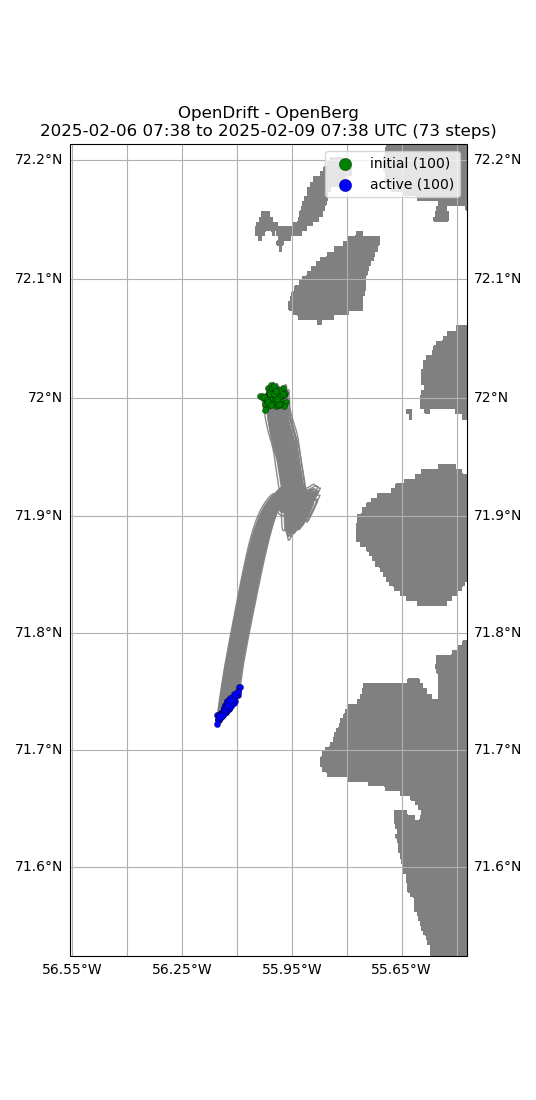 OpenDrift - OpenBerg
2025-02-06 07:38 to 2025-02-09 07:38 UTC (73 steps)
initial (100)
active (100)
72.2°N 72.2°N
72.1°N 72.1°N
72°N 72°N
71.9°N 71.9°N
71.8°N 71.8°N
71.7°N 71.7°N
71.6°N 71.6°N
56.55°W 56.25°W 55.95°W 55.65°W